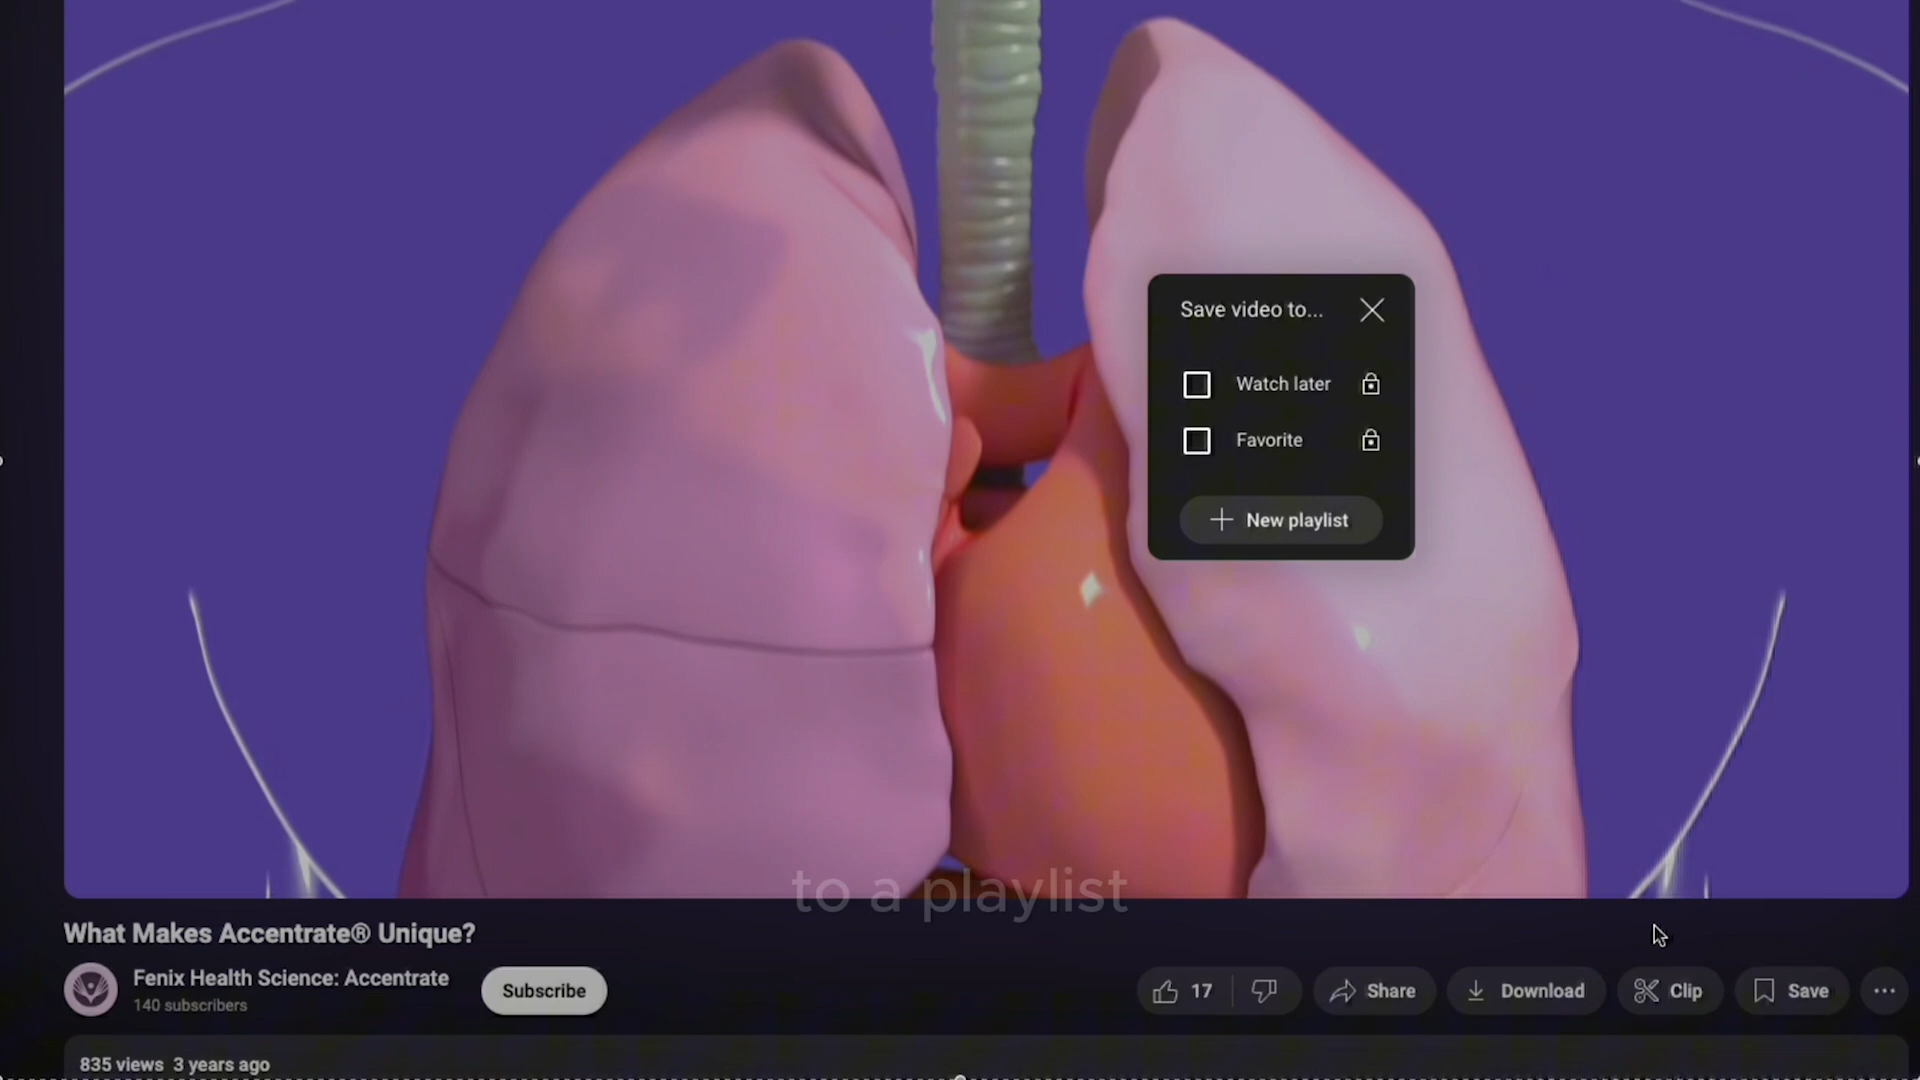 Save video to...
Watch later
Favorite
New playlist
to a playlist
What Makes Accentrate® Unique?
Fenix Health Science: Accentrate
140 subscribers
Subscribe
17
Share
Download
Clip
Save
835 views 3 years ago